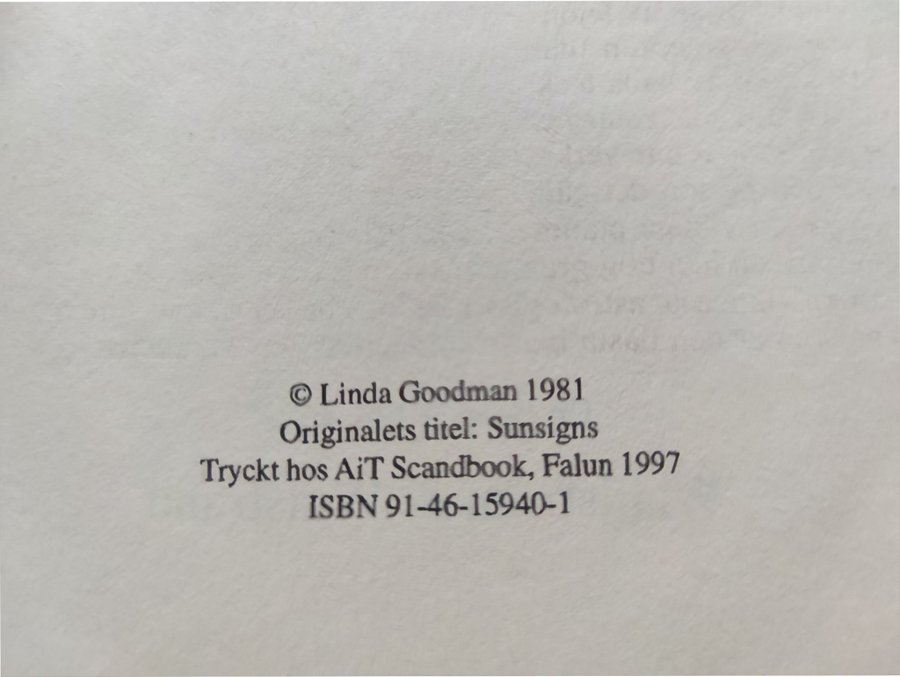 © Linda Goodman 1981
Originalets titel: Sunsigns
Tryckt hos AiT Scandbook, Falun 1997
ISBN 91-46-15940-1